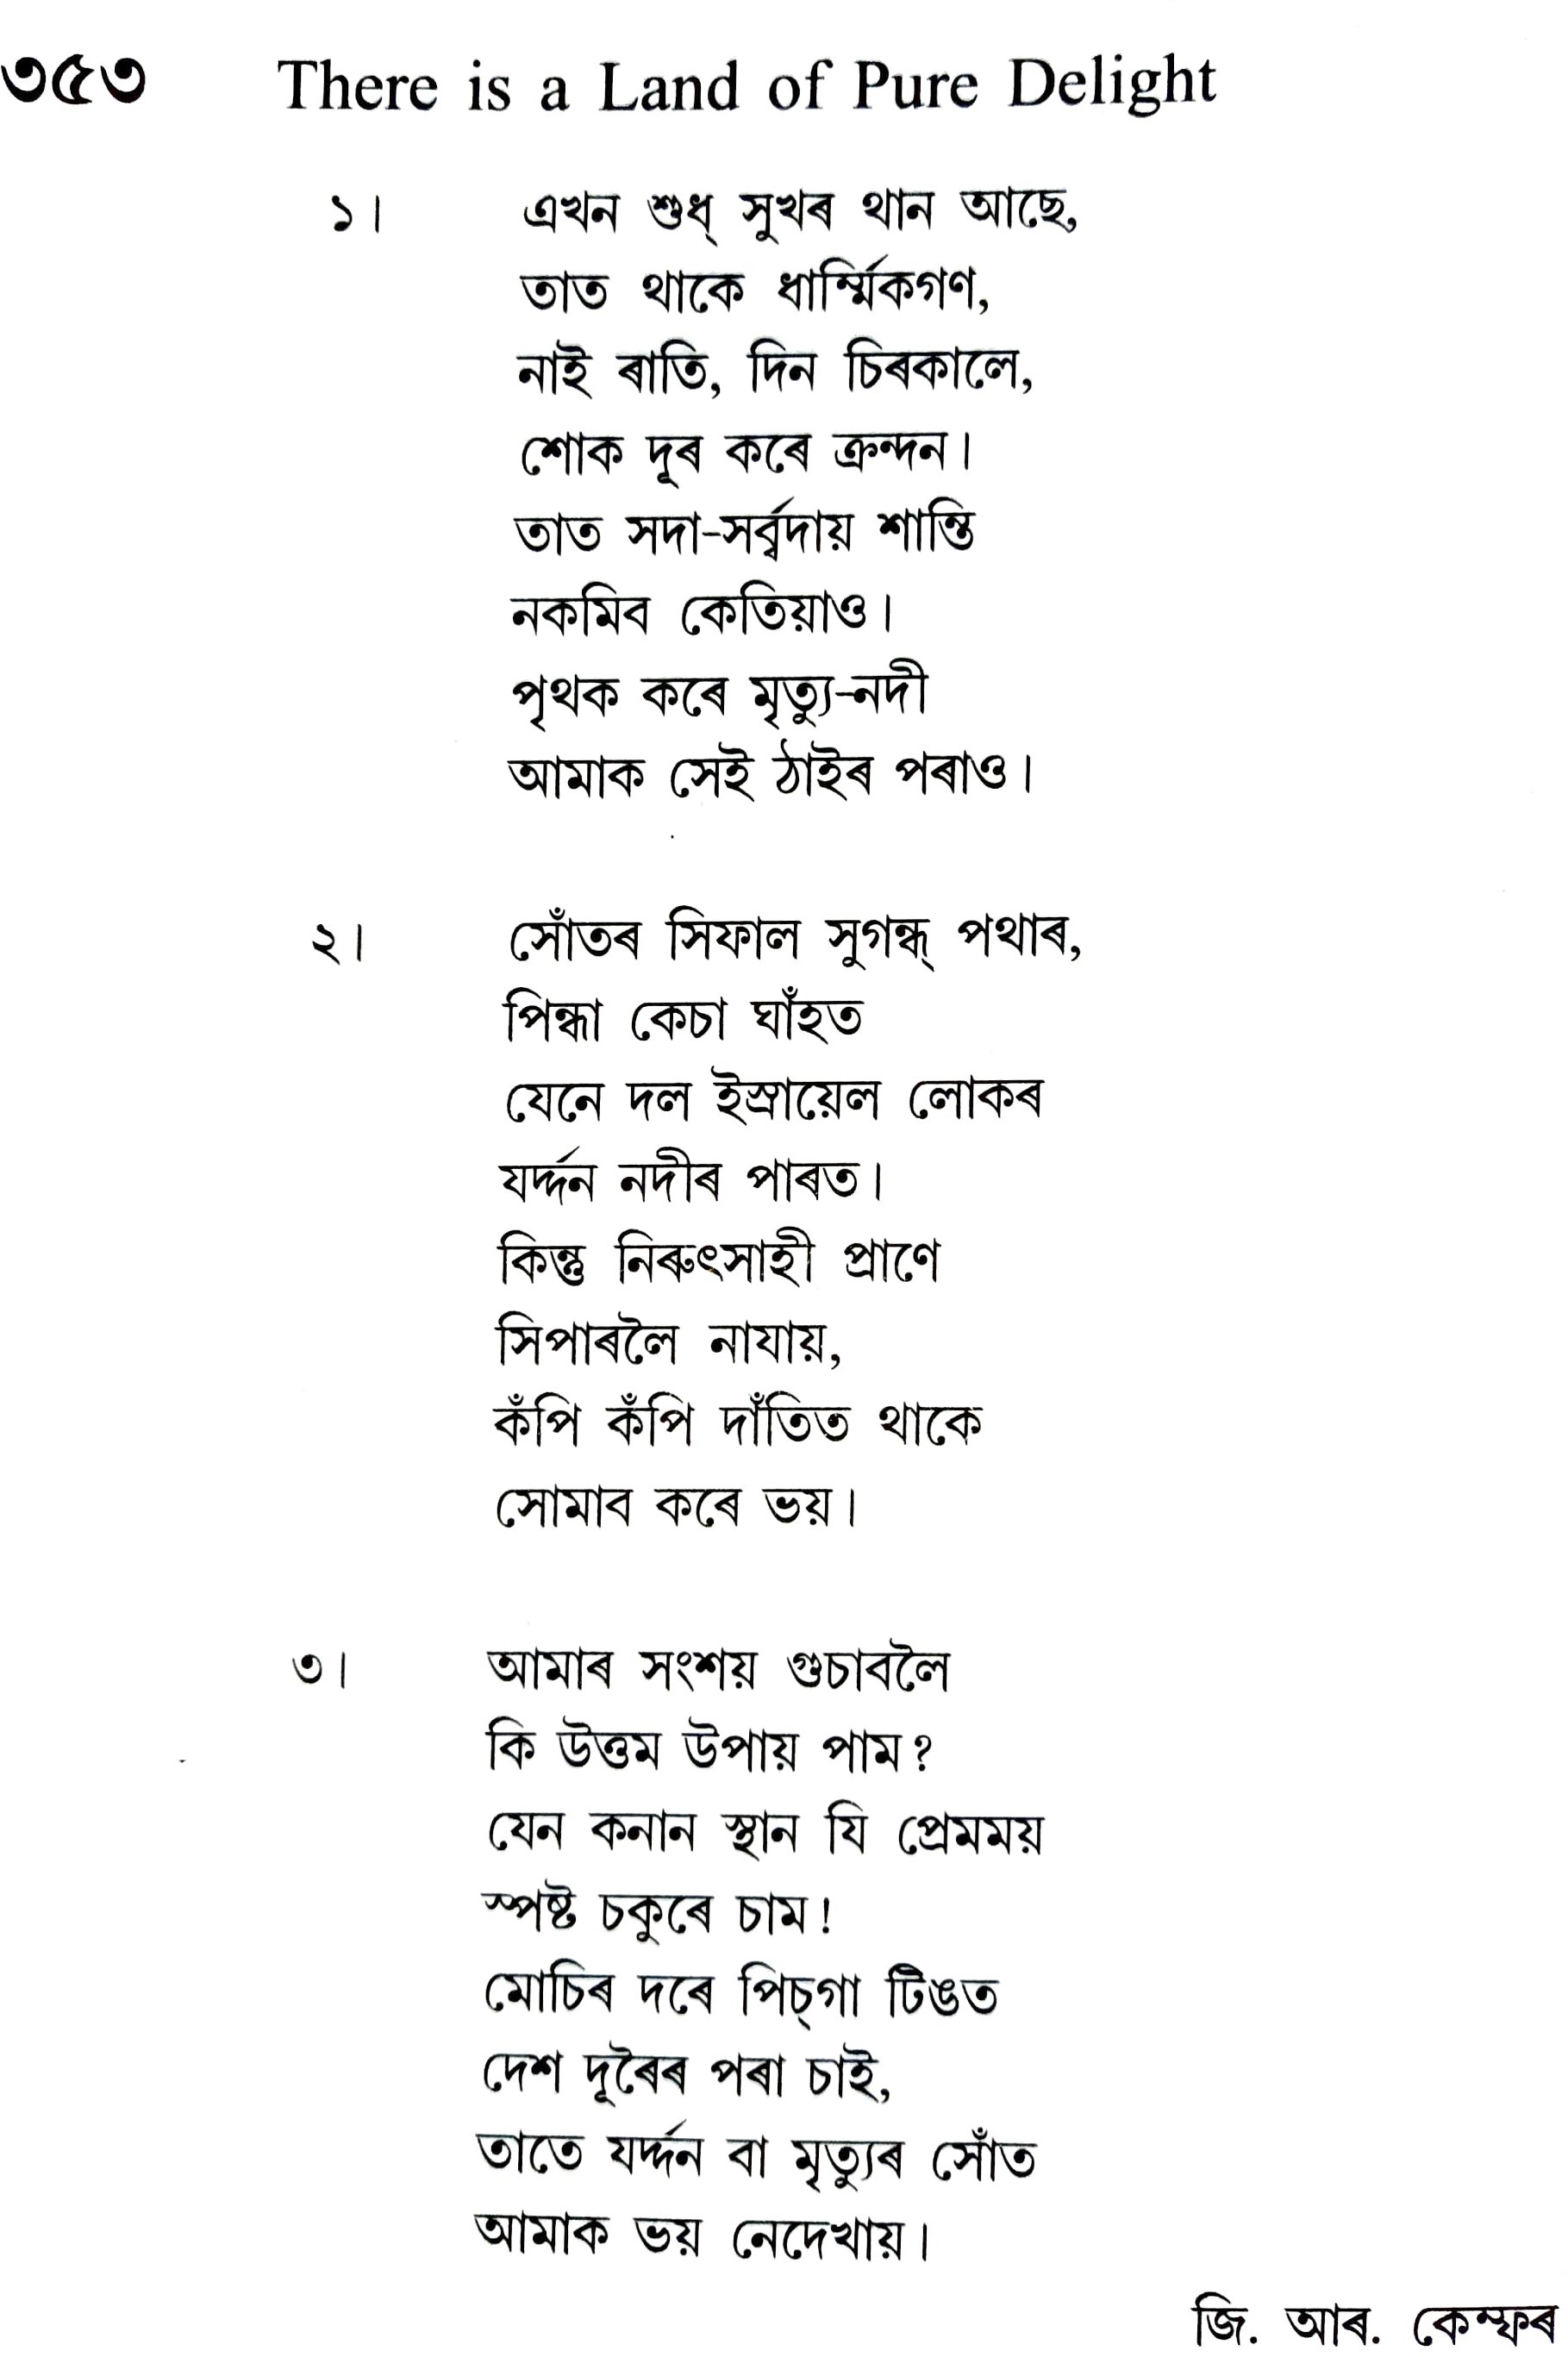 ৩৫৩ There is a Land of Pure Delight
১। এখন শুধ্ সুখৰ থান আছে,
তাত থাকে ধাৰ্ম্মিকগণ,
নাই ৰাতি, দিন চিৰকালে,
শোক দূৰ কৰে ক্ৰন্দন।
তাত সদা-সৰ্ব্বদায় শান্তি
নকমিব কেতিয়াও।
পৃথক কৰে মৃত্যু-নদী
আমাক সেই ঠাইৰ পৰাও।
২। সোঁতৰ সিফাল সুগন্ধ্ পথাৰ,
পিন্ধা কেচা ঘাঁহত
যেনে দল ইস্ৰায়েল লোকৰ
যৰ্দ্দন নদীৰ পাৰত।
কিন্তু নিৰুৎসাহী প্ৰাণে
সিপাৰলৈ নাযায়,
কঁপি কঁপি দাঁতিত থাকে
সোমাব কৰে ভয়।
৩। আমাৰ সংশয় গুচাবলৈ
কি উত্তম উপায় পাম?
যেন কনান স্থান যি প্ৰেমময়
স্পষ্ট চকুৰে চাম!
মোচিৰ দৰে পিচ্‌গা টিঙত
দেশ দূৰৈৰ পৰা চাই,
তাতে যৰ্দ্দন বা মৃত্যুৰ সোঁত
আমাক ভয় নেদেখায়।
জি. আৰ. কেম্ফৰ